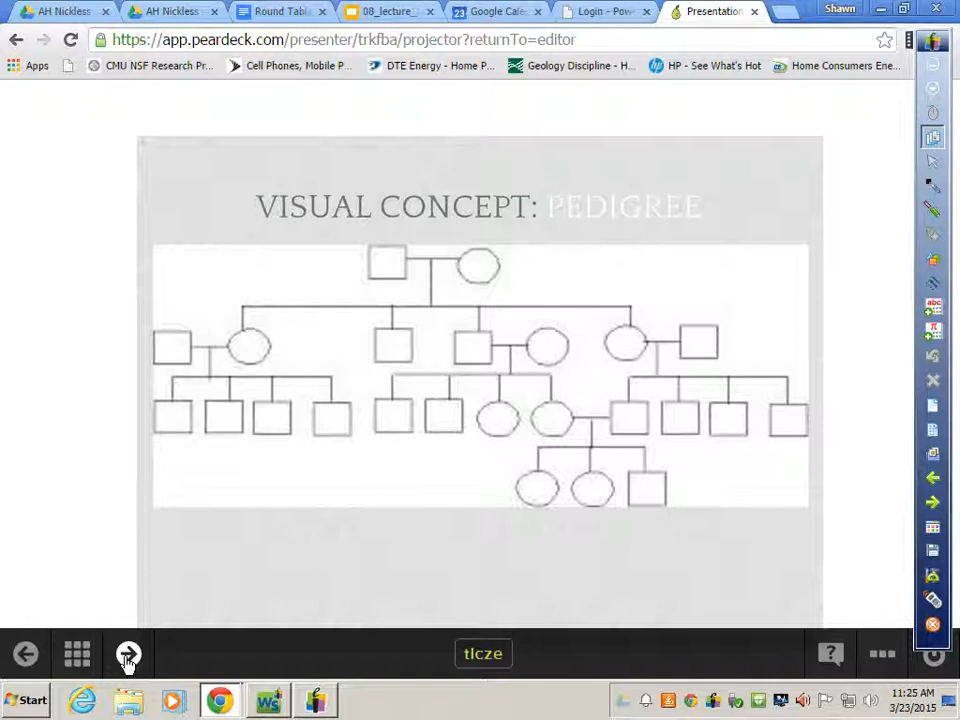 AH Nickless
AH Nickless
Round Tabl
08_lecture_
Google Cale
Login - Pow
Presentation
Shawn
https://app.peardeck.com/presenter/trkfba/projector?returnTo=editor
Apps
CMU NSF Research Pr...
Cell Phones, Mobile P...
DTE Energy - Home P...
Geology Discipline - H...
HP - See What's Hot
Home Consumers Ene...
VISUAL CONCEPT: PEDIGREE
tlcze
Start
11:25 AM
3/23/2015